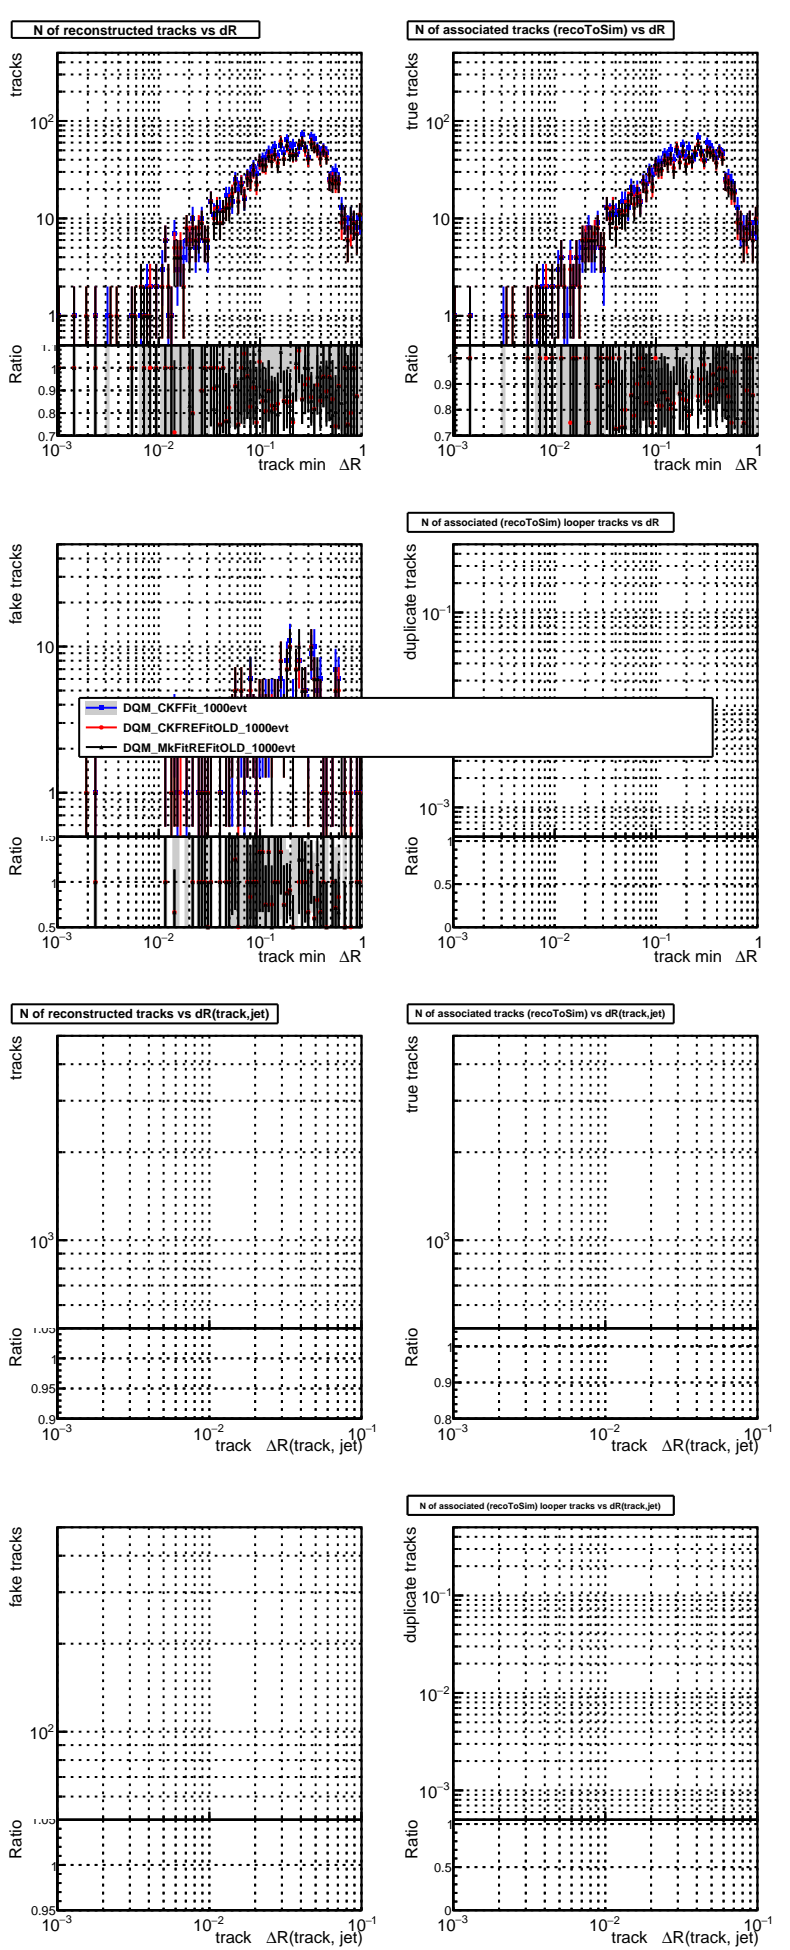 N of reconstructed tracks vs dR
tracks
10²
10
1
Ratio
1.1
1
0.9
0.8
0.7
10⁻³ 10⁻² 10⁻¹ 1
track min ΔR
N of associated tracks (recoToSim) vs dR
true tracks
10²
10
1
Ratio
1
0.9
0.8
0.7
10⁻³ 10⁻² 10⁻¹ 1
track min ΔR
fake tracks
10
1
Ratio
1.5
1
0.5
10⁻³ 10⁻² 10⁻¹ 1
track min ΔR
N of associated (recoToSim) looper tracks vs dR
duplicate tracks
10⁻¹
10⁻³
Ratio
1
0.5
0
10⁻³ 10⁻² 10⁻¹ 1
track min ΔR
DQM_CKFFit_1000evt
DQM_CKFREFitOLD_1000evt
DQM_MkFitREFitOLD_1000evt
N of reconstructed tracks vs dR(track,jet)
tracks
10³
Ratio
1.05
1
0.95
0.9
10⁻³ 10⁻² 10⁻¹
track ΔR(track, jet)
N of associated tracks (recoToSim) vs dR(track,jet)
true tracks
10³
Ratio
1
0.9
0.8
10⁻³ 10⁻² 10⁻¹
track ΔR(track, jet)
fake tracks
10²
Ratio
1.05
1
0.95
10⁻³ 10⁻² 10⁻¹
track ΔR(track, jet)
N of associated (recoToSim) looper tracks vs dR(track,jet)
duplicate tracks
10⁻¹
10⁻²
10⁻³
Ratio
1
0.5
0
10⁻³ 10⁻² 10⁻¹
track ΔR(track, jet)